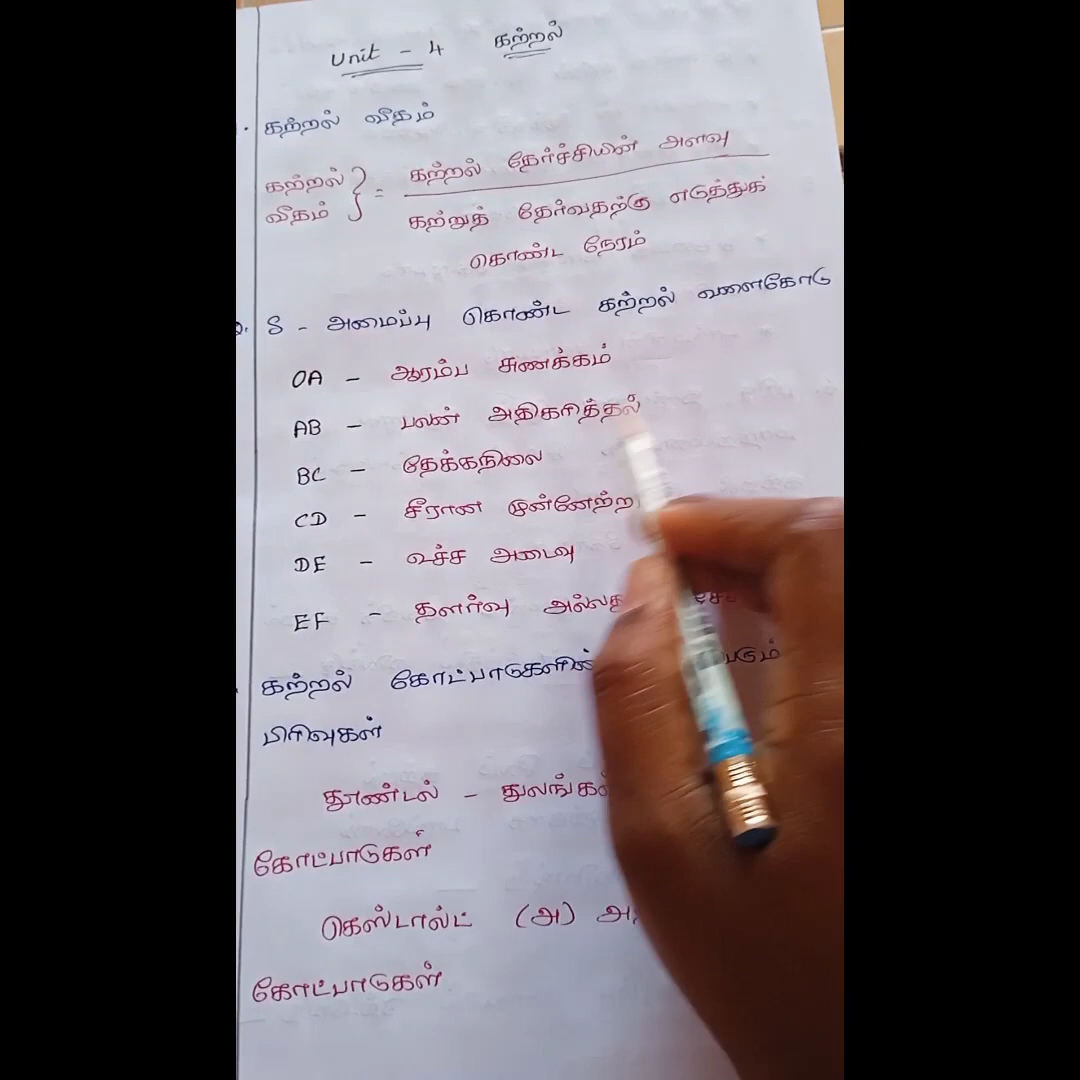 Unit - 4 கற்றல்
கற்றல் வீதம்
கற்றல் வீதம் } = கற்றல் தேர்ச்சியின் அளவு
கற்றுத் தேர்வதற்கு எடுத்துக்
கொண்ட நேரம்
S - அமைப்பு கொண்ட கற்றல் வளைகோடு
OA - ஆரம்ப சுணக்கம்
AB - பலன் அதிகரித்தல்
BC - தேக்கநிலை
CD - சீரான முன்னேற்ற
DE - உச்ச அடைவு
EF - தளர்வு
கற்றல் கோட்பாடுகளின்
பிரிவுகள்
தூண்டல் -
கோட்பாடுகள்
கெஸ்டால்ட் (அ)
கோட்பாடுகள்